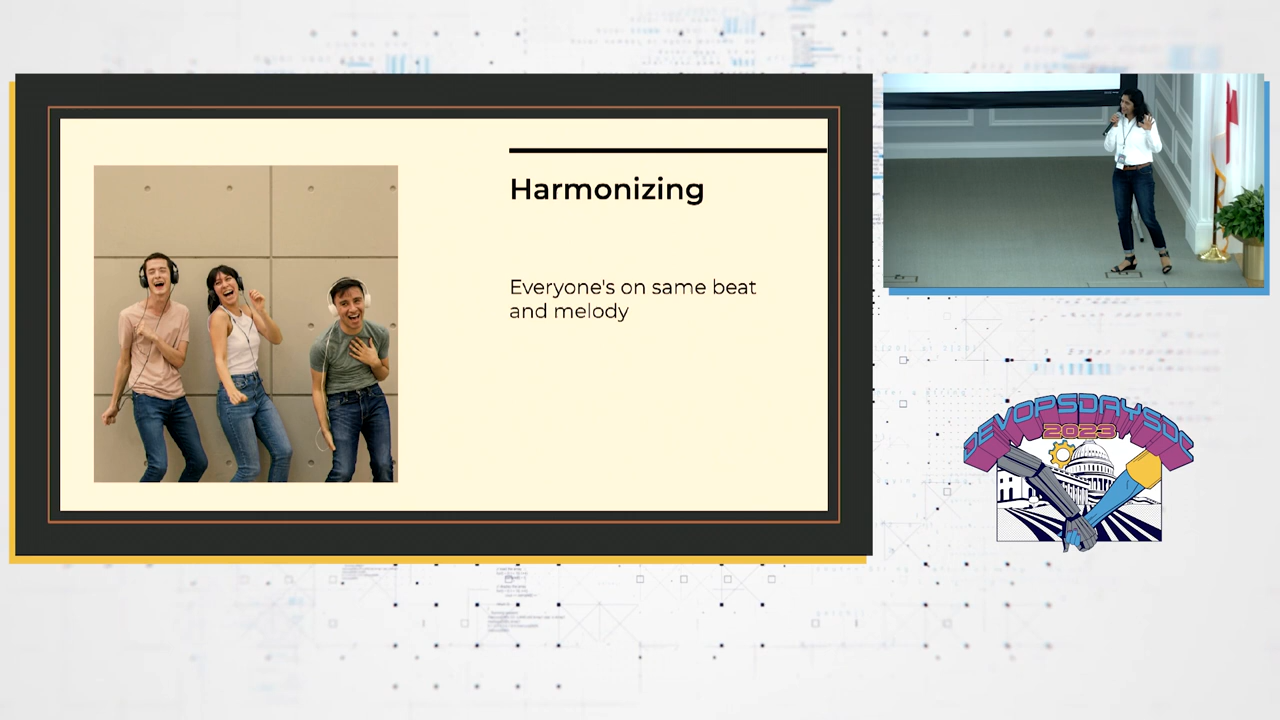 Harmonizing
Everyone's on same beat
and melody
DEVOPSDAYSDC
2023